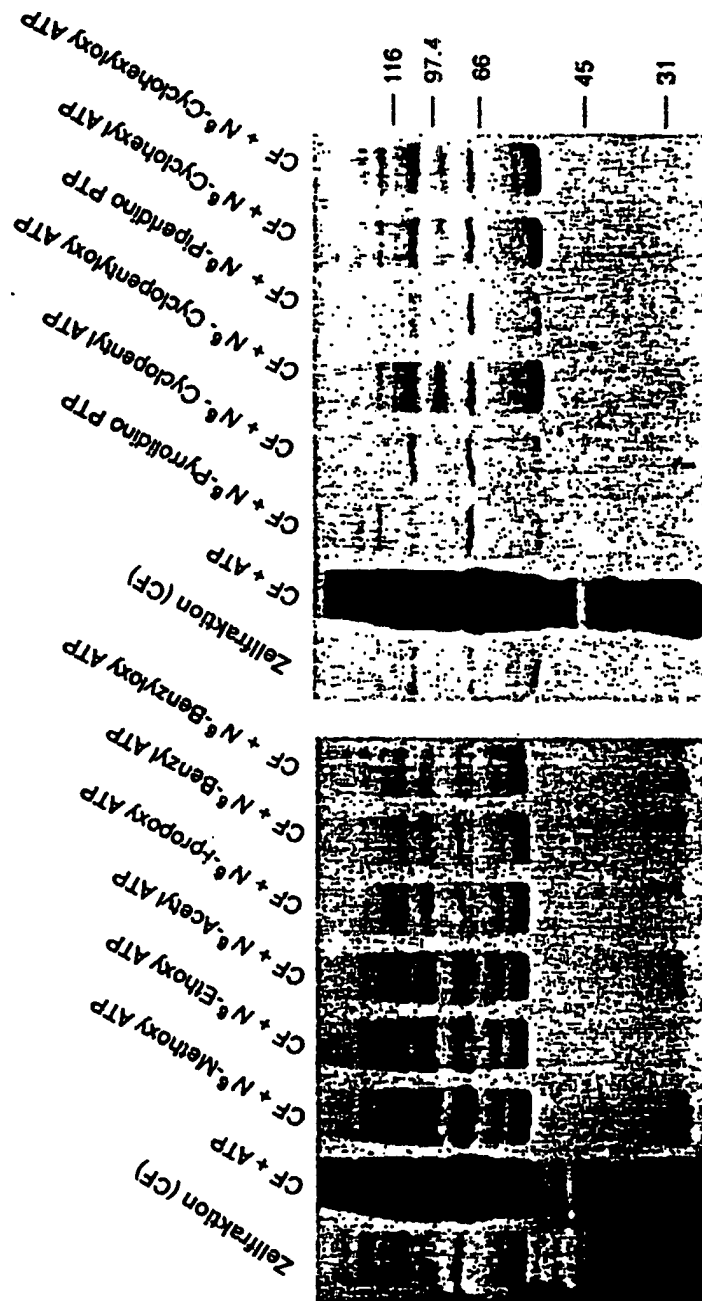 Zellfraktion (CF)
CF + ATP
CF + N⁶-Methoxy ATP
CF + N⁶-Ethoxy ATP
CF + N⁶-Acetyl ATP
CF + N⁶-i-propoxy ATP
CF + N⁶-Benzyl ATP
CF + N⁶-Benzyloxy ATP
Zellfraktion (CF)
CF + ATP
CF + N⁶-Pyrrolidino PTP
CF + N⁶- Cyclopentyl ATP
CF + N⁶- Cyclopentyloxy ATP
CF + N⁶-Piperidino PTP
CF + N⁶-Cyclohexyl ATP
CF + N⁶-Cyclohexyloxy ATP
116
97.4
66
45
31